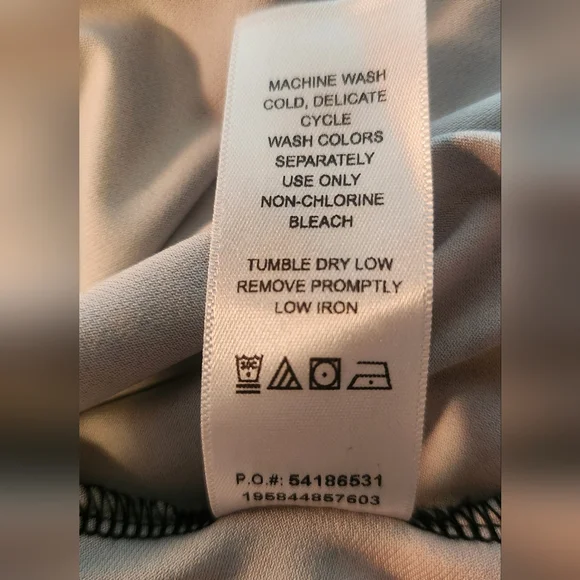 MACHINE WASH
COLD, DELICATE
CYCLE
WASH COLORS
SEPARATELY
USE ONLY
NON-CHLORINE
BLEACH
TUMBLE DRY LOW
REMOVE PROMPTLY
LOW IRON
30C
P.O.#: 54186531
195844857603